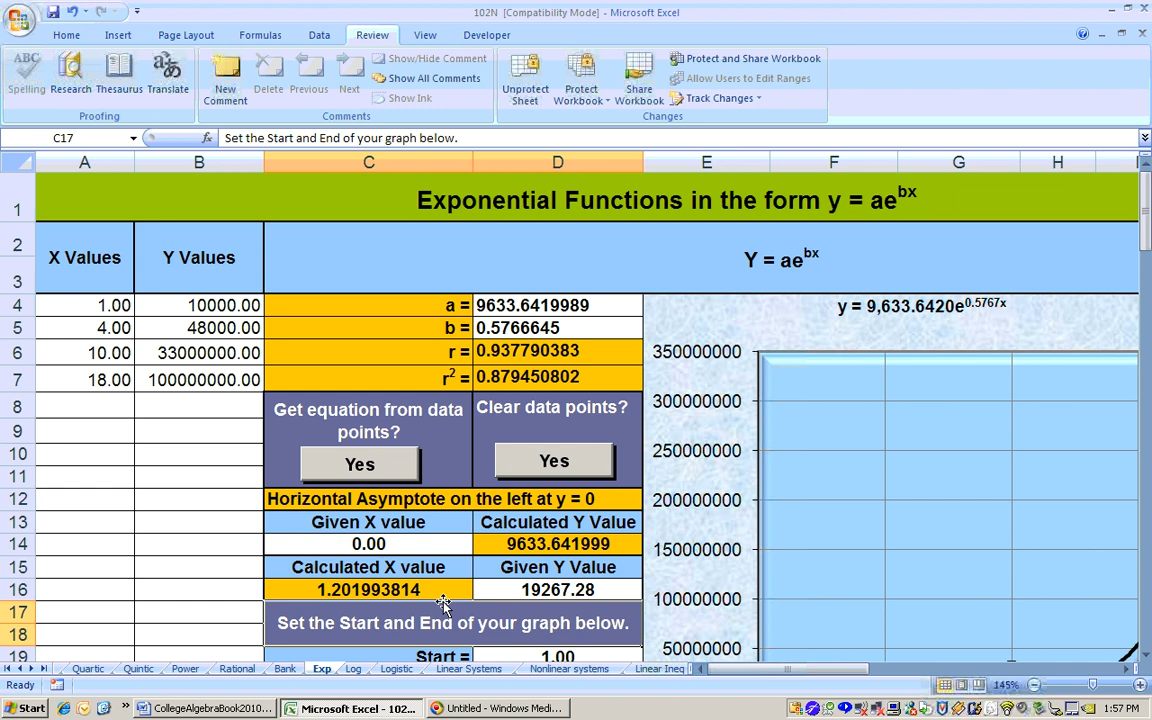 102N [Compatibility Mode] - Microsoft Excel
Home Insert Page Layout Formulas Data Review View Developer
ABC
Spelling Research Thesaurus Translate
Proofing
New Comment Delete Previous Next
Show/Hide Comment
Show All Comments
Show Ink
Comments
Unprotect Sheet Protect Workbook Share Workbook
Protect and Share Workbook
Allow Users to Edit Ranges
Track Changes
Changes
C17 fx Set the Start and End of your graph below.
A B C D E F G H
1 Exponential Functions in the form y = ae^bx
2 X Values Y Values Y = ae^bx
3
4 1.00 10000.00 a = 9633.6419989 y = 9,633.6420e^0.5767x
5 4.00 48000.00 b = 0.5766645
6 10.00 33000000.00 r = 0.937790383 350000000
7 18.00 100000000.00 r² = 0.879450802
8 Get equation from data points? Clear data points? 300000000
9
10 Yes Yes 250000000
11
12 Horizontal Asymptote on the left at y = 0 200000000
13 Given X value Calculated Y Value
14 0.00 9633.641999 150000000
15 Calculated X value Given Y Value
16 1.201993814 19267.28 100000000
17 Set the Start and End of your graph below.
18 50000000
19 Start = 1.00
Quartic Quintic Power Rational Bank Exp Log Logistic Linear Systems Nonlinear systems Linear Ineq
Ready 145%
Start CollegeAlgebraBook2010... Microsoft Excel - 102... Untitled - Windows Medi... 1:57 PM